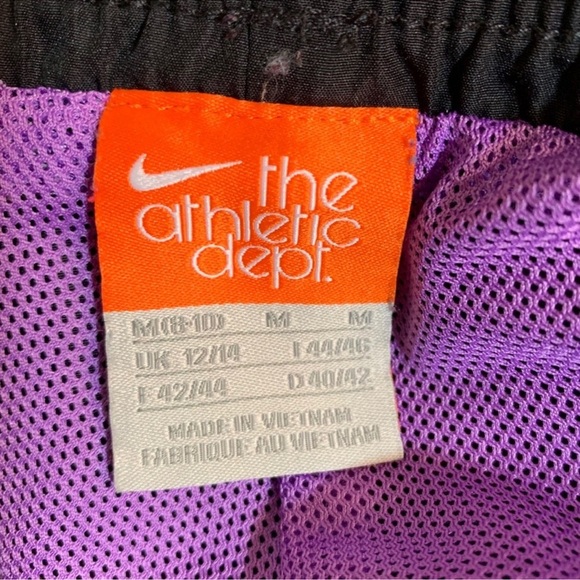 the
athletic
dept.
M(8-10) M M
UK 12/14 I 44/46
F 42/44 D 40/42
MADE IN VIETNAM
FABRIQUE AU VIETNAM